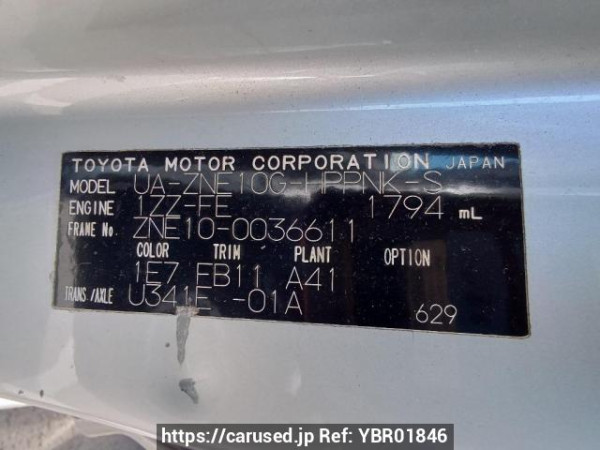 TOYOTA MOTOR CORPORATION JAPAN
MODEL UA-ZNE10G-HPPNK-S
ENGINE 1ZZ-FE 1794 mL
FRAME No. ZNE10-0036611
COLOR TRIM PLANT OPTION
1E7 FB11 A41
TRANS/AXLE U341E -01A
629
https://carused.jp Ref: YBR01846